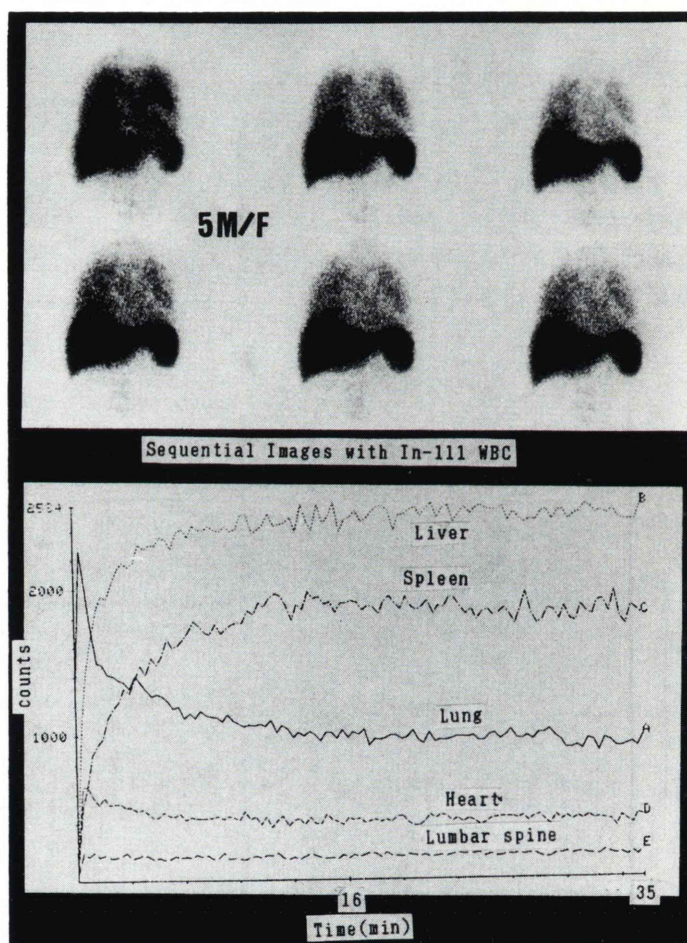 5M/F
Sequential Images with In-111 WBC
B
Liver
2000
Spleen
C
counts
Lung
A
1000
Heart
D
Lumbar spine
E
16
35
Time(min)